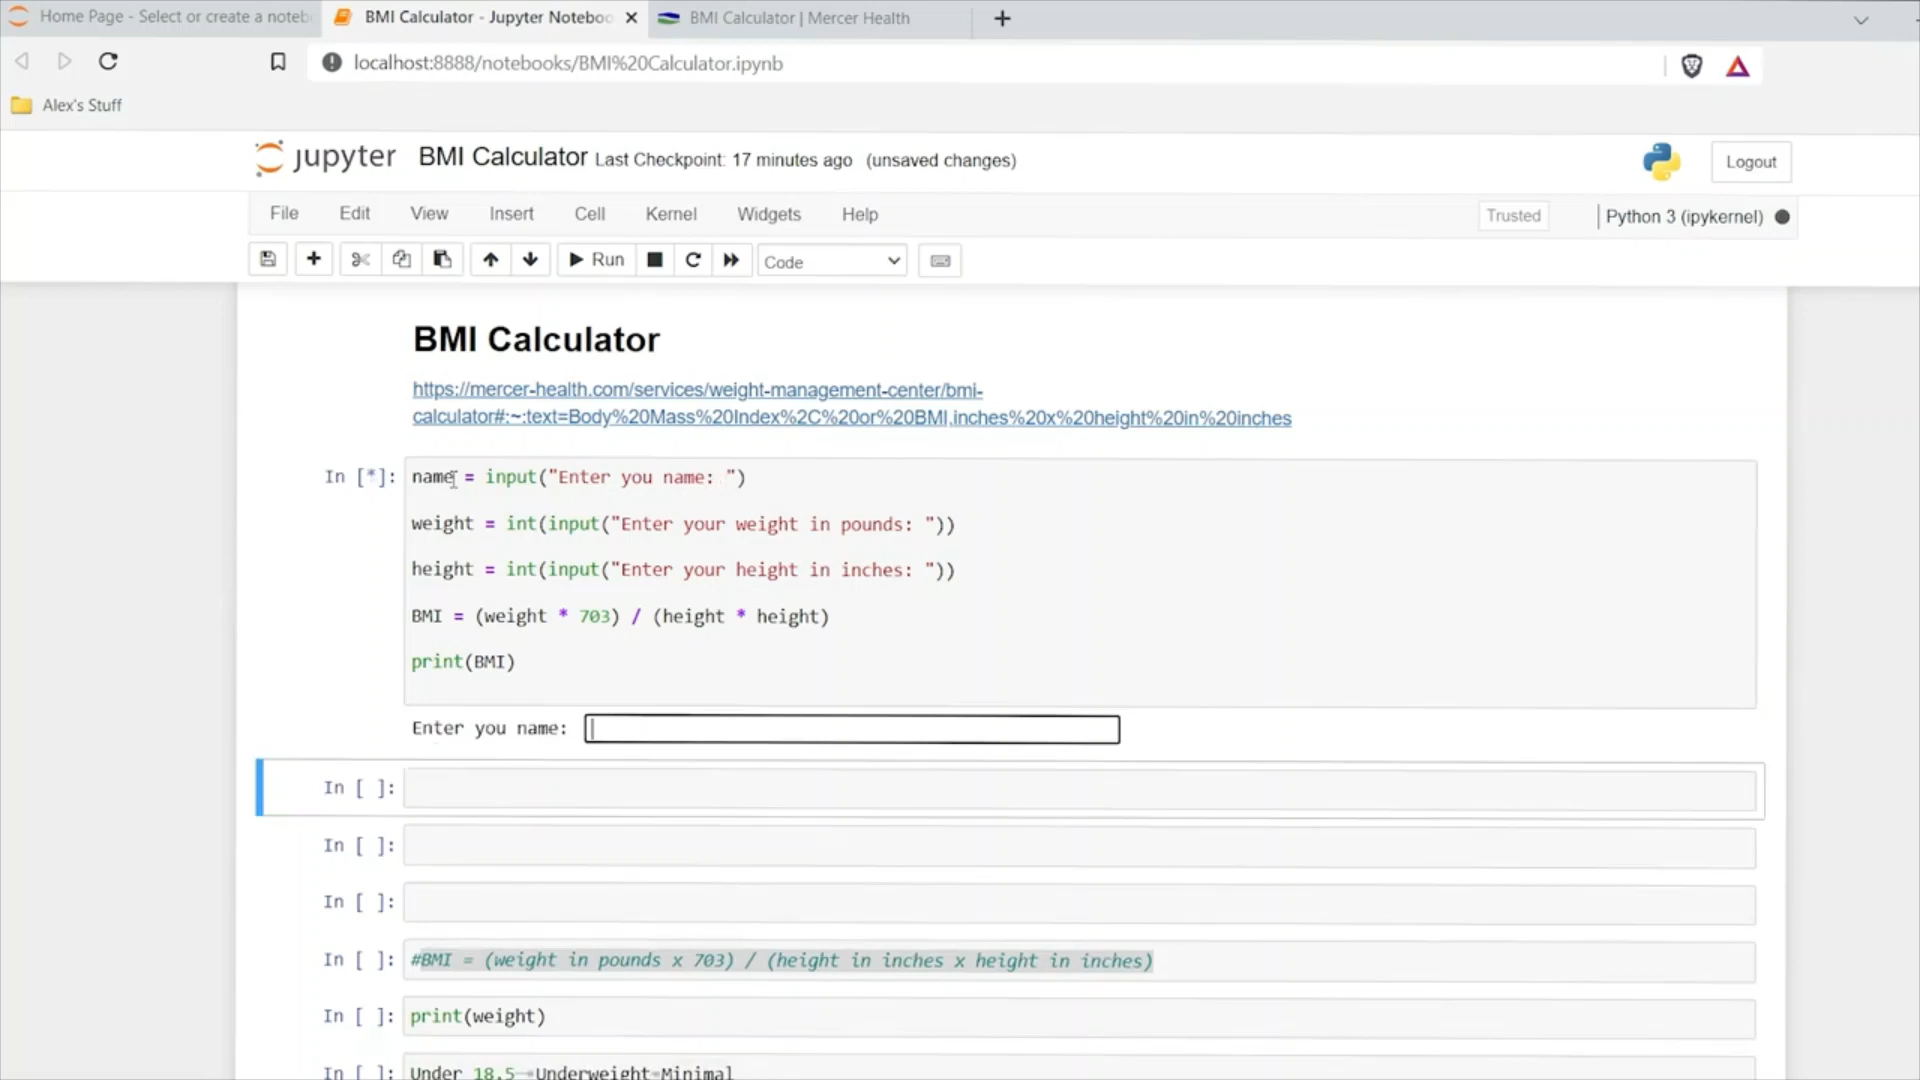 Home Page - Select or create a noteb
BMI Calculator - Jupyter Noteboo
BMI Calculator | Mercer Health
localhost:8888/notebooks/BMI%20Calculator.ipynb
Alex's Stuff
jupyter BMI Calculator Last Checkpoint: 17 minutes ago (unsaved changes)
Logout
File Edit View Insert Cell Kernel Widgets Help
Trusted
Python 3 (ipykernel)
Run
Code
BMI Calculator
https://mercer-health.com/services/weight-management-center/bmi-
calculator#:~:text=Body%20Mass%20Index%2C%20or%20BMI,inches%20x%20height%20in%20inches
In [*]: name = input("Enter you name: ")
weight = int(input("Enter your weight in pounds: "))
height = int(input("Enter your height in inches: "))
BMI = (weight * 703) / (height * height)
print(BMI)
Enter you name:
In [ ]:
In [ ]:
In [ ]:
In [ ]: #BMI = (weight in pounds x 703) / (height in inches x height in inches)
In [ ]: print(weight)
In [ ]: Under 18.5 Underweight Minimal